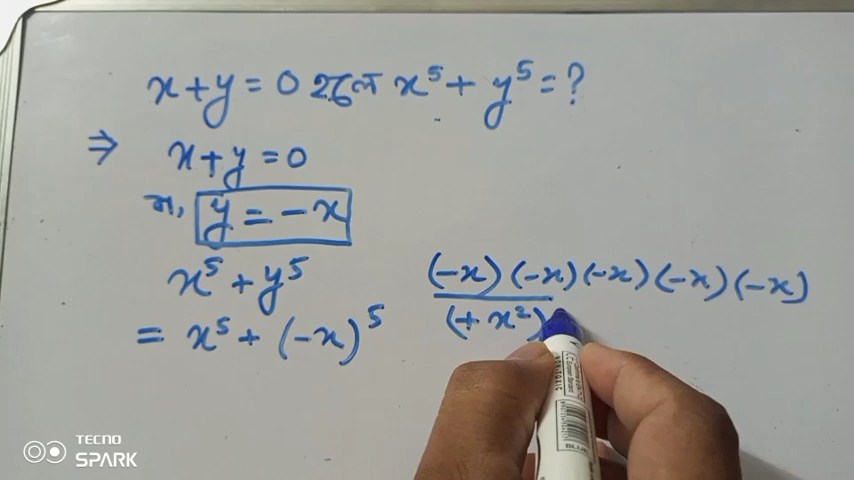 x + y = 0 হলে x⁵ + y⁵ = ?
⇒ x + y = 0
বা, y = -x
x⁵ + y⁵
= x⁵ + (-x)⁵
(-x) (-x) (-x) (-x) (-x)
(+ x²)
TECNO
SPARK